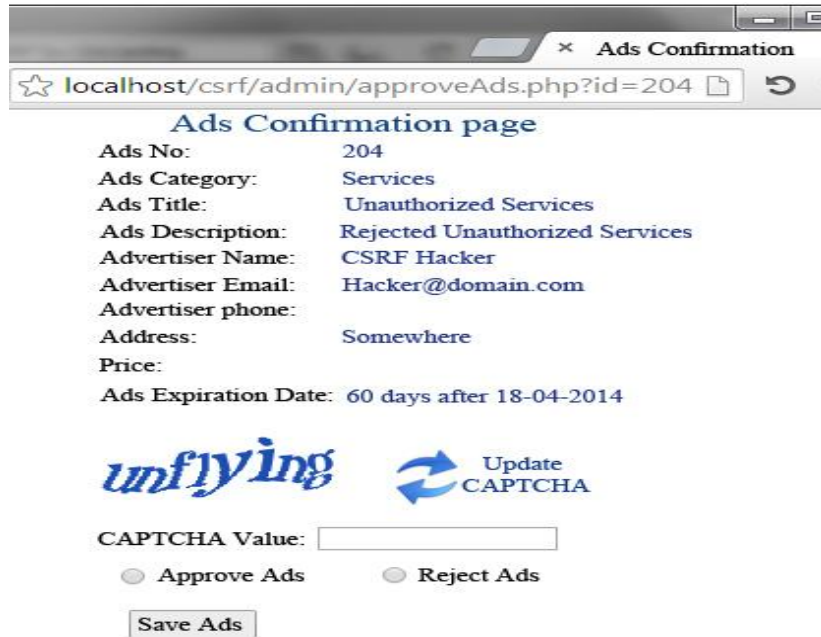 Ads Confirmation
localhost/csrf/admin/approveAds.php?id=204
Ads Confirmation page
Ads No: 204
Ads Category: Services
Ads Title: Unauthorized Services
Ads Description: Rejected Unauthorized Services
Advertiser Name: CSRF Hacker
Advertiser Email: Hacker@domain.com
Advertiser phone:
Address: Somewhere
Price:
Ads Expiration Date: 60 days after 18-04-2014
unflying
Update
CAPTCHA
CAPTCHA Value:
Approve Ads Reject Ads
Save Ads